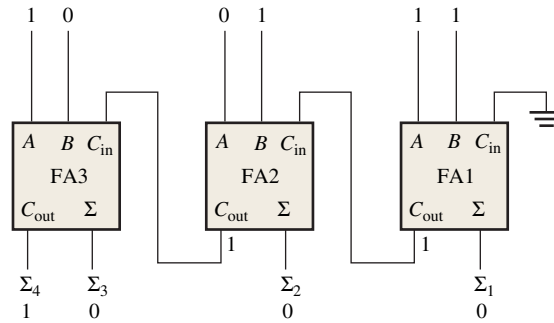 1 0 0 1 1 1
A B Cin A B Cin A B Cin
FA3 FA2 FA1
Cout Σ Cout Σ Cout Σ
1 1
Σ4 Σ3 Σ2 Σ1
1 0 0 0